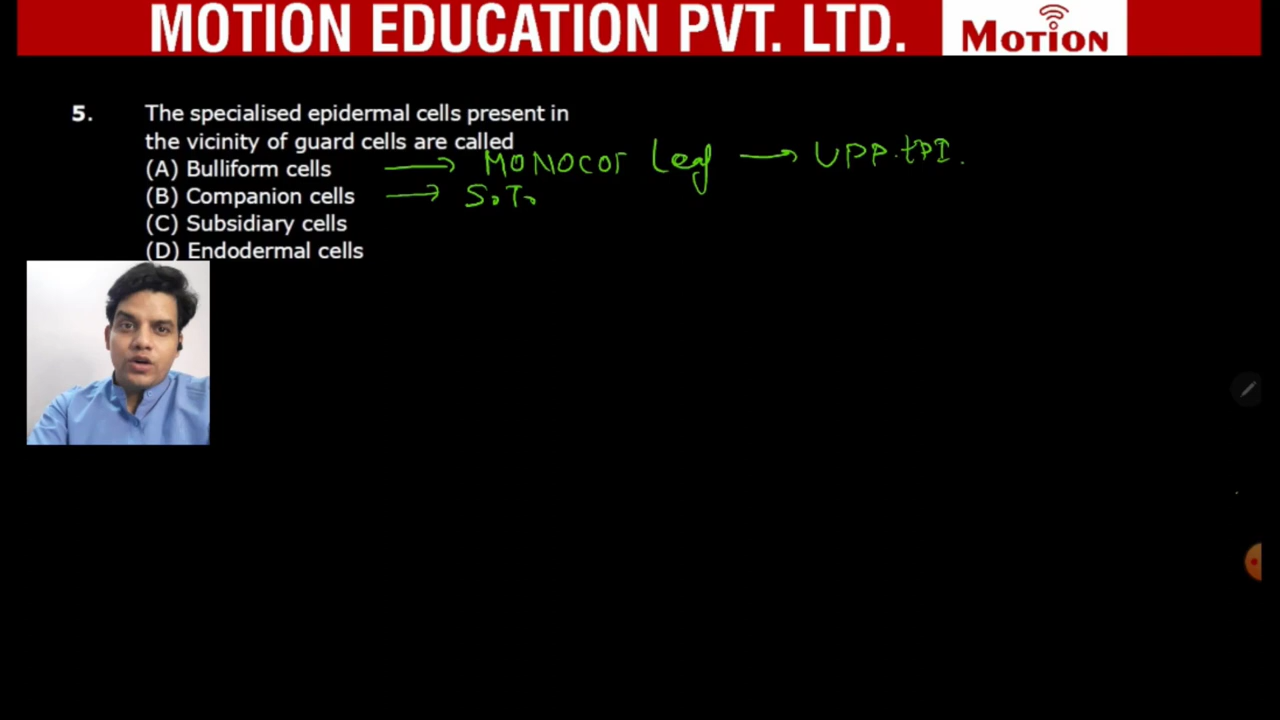 MOTION EDUCATION PVT. LTD.
MOTION
5. The specialised epidermal cells present in
the vicinity of guard cells are called
(A) Bulliform cells → MONOCOT Leaf → UPP. EPI.
(B) Companion cells → S.T.
(C) Subsidiary cells
(D) Endodermal cells